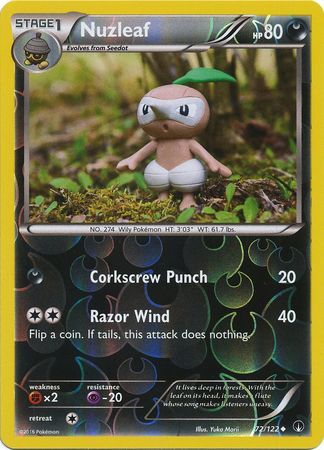 STAGE1
Nuzleaf
HP80
Evolves from Seedot
NO. 274 Wily Pokémon HT: 3'03" WT: 61.7 lbs.
Corkscrew Punch 20
Razor Wind 40
Flip a coin. If tails, this attack does nothing.
weakness
×2
resistance
-20
retreat
It lives deep in forests. With the
leaf on its head, it makes a flute
whose song makes listeners uneasy.
©2016 Pokémon
Illus. Yuka Morii
72/122